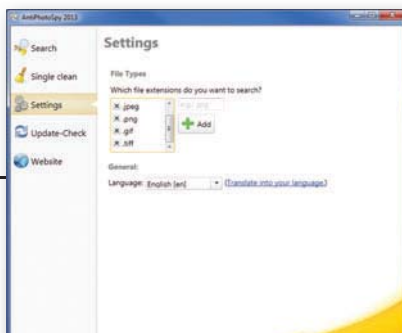 AntiPhotoSpy 2013
Search
Single clean
Settings
Update-Check
Website
Settings
File Types
Which file extensions do you want to search?
.jpeg
.png
.gif
.tiff
Add
General:
Language: English [en] (Translate into your language)